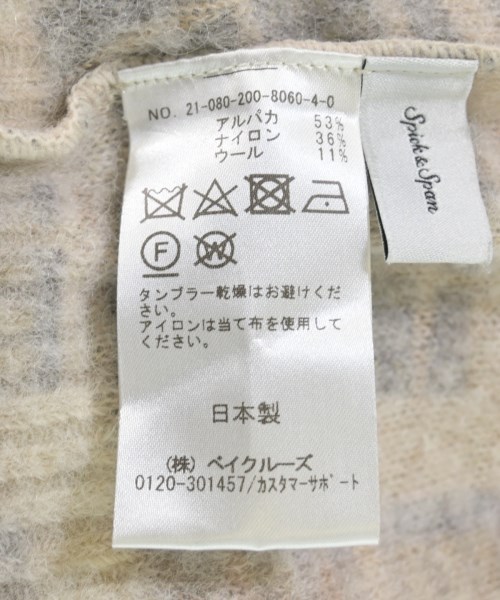 NO. 21-080-200-8060-4-0
アルパカ 53%
ナイロン 36%
ウール 11%
F W
タンブラー乾燥はお避けくだ
さい。
アイロンは当て布を使用して
ください。
日本製
(株) ベイクルーズ
0120-301457/カスタマーサポート
Spick & Span